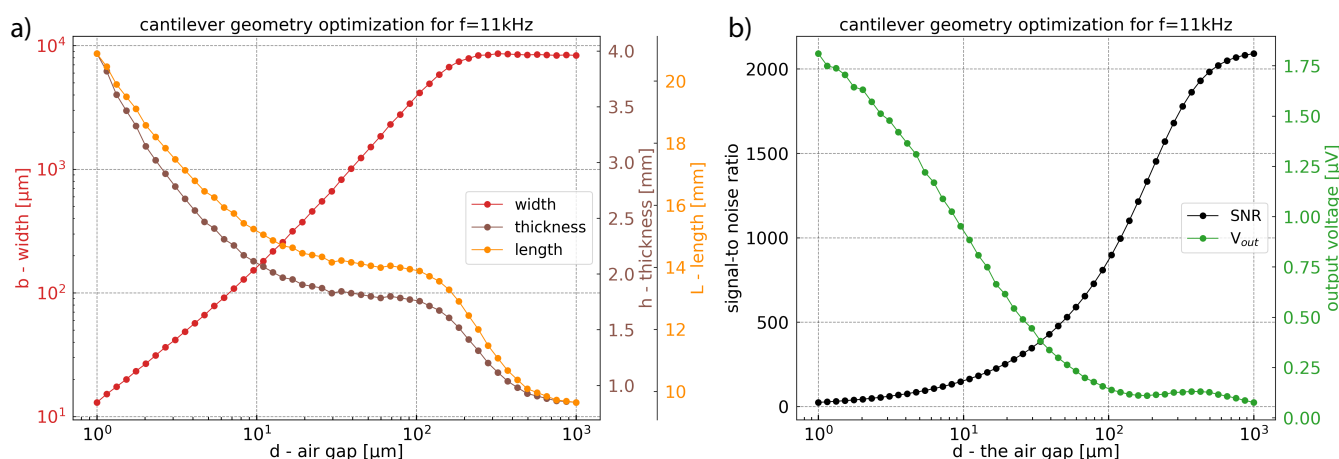 a)
cantilever geometry optimization for f=11kHz
10⁴
10³
10²
10¹
b - width [µm]
4.0
3.5
3.0
2.5
2.0
1.5
1.0
h - thickness [mm]
20
18
16
14
12
10
L - length [mm]
width
thickness
length
10⁰
10¹
10²
10³
d - air gap [µm]
b)
cantilever geometry optimization for f=11kHz
2000
1500
1000
500
0
signal-to noise ratio
1.75
1.50
1.25
1.00
0.75
0.50
0.25
0.00
output voltage [µV]
SNR
V_out
10⁰
10¹
10²
10³
d - the air gap [µm]